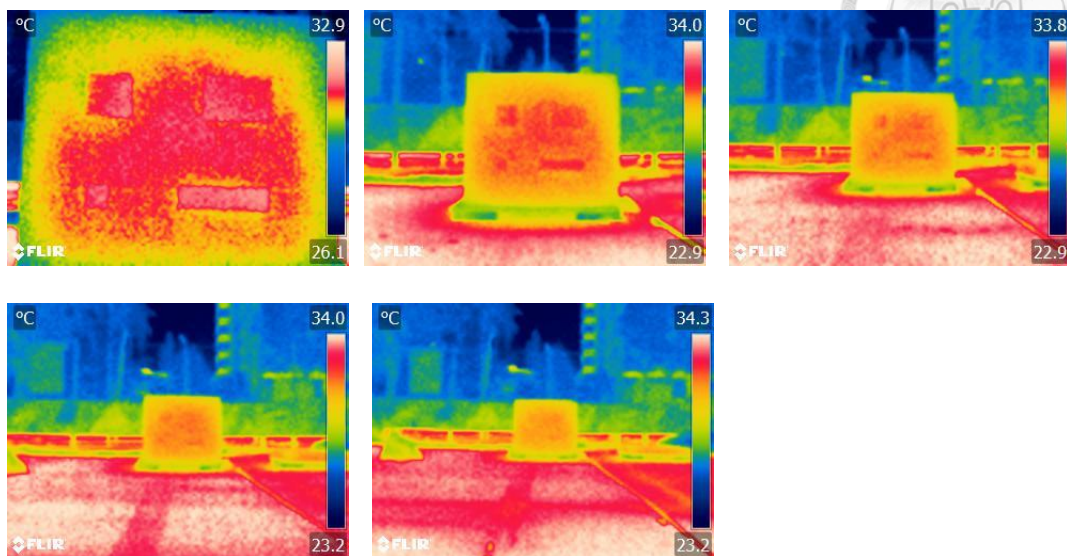 °C 32.9
FLIR 26.1
°C 34.0
FLIR 22.9
°C 33.8
FLIR 22.9
°C 34.0
FLIR 23.2
°C 34.3
FLIR 23.2